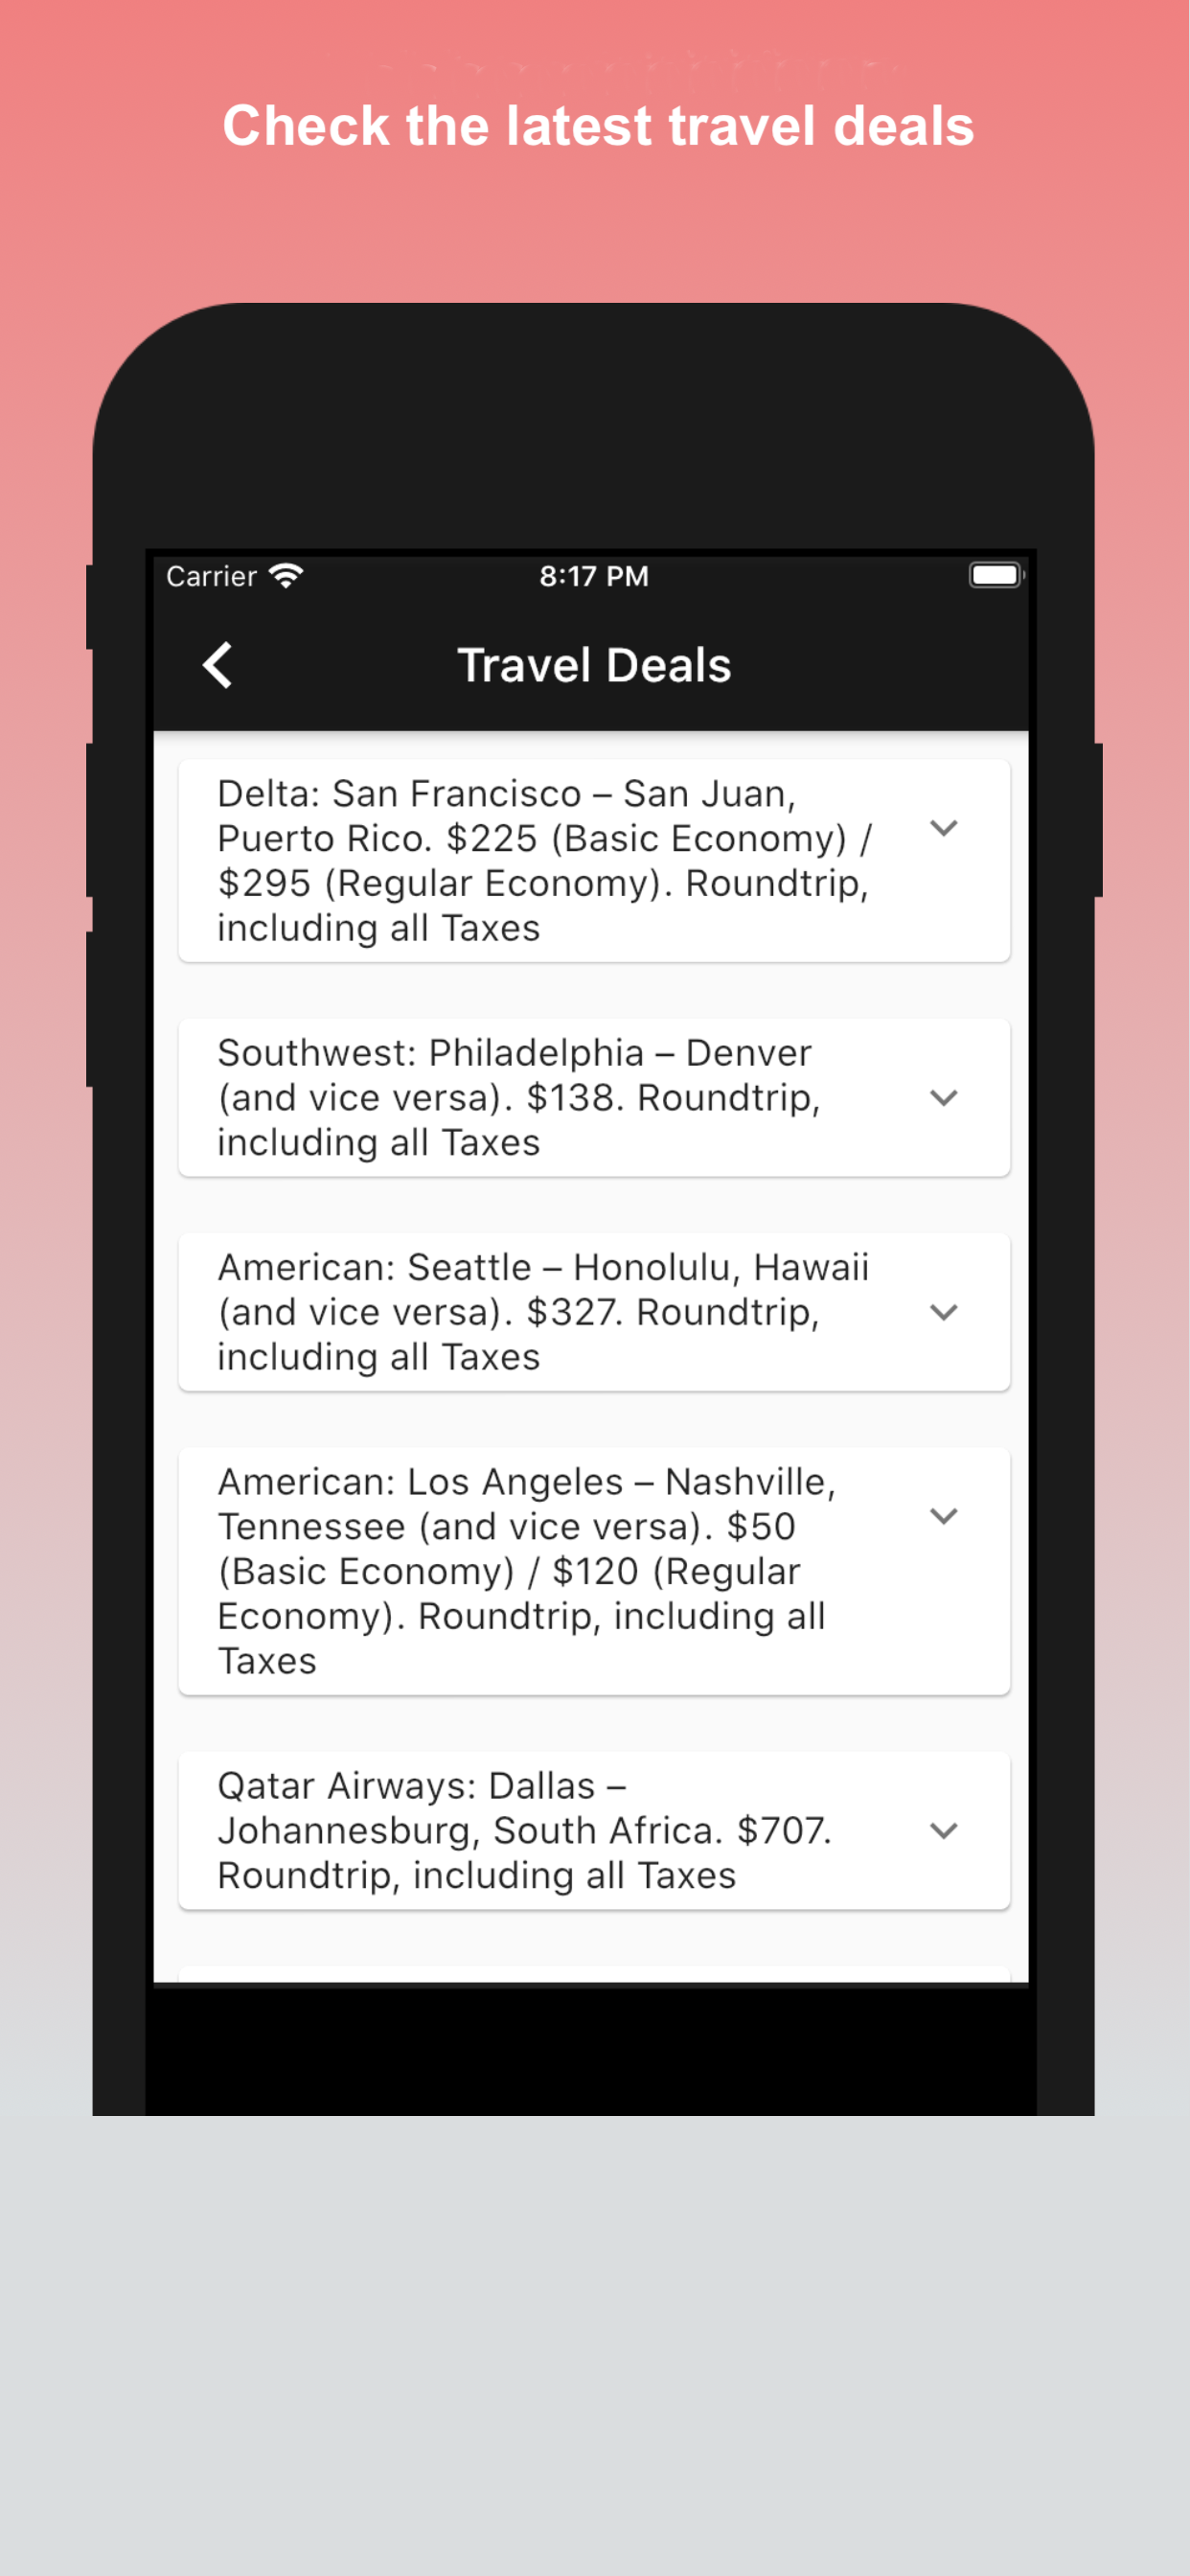 Check the latest travel deals
Carrier
8:17 PM
Travel Deals
Delta: San Francisco – San Juan,
Puerto Rico. $225 (Basic Economy) /
$295 (Regular Economy). Roundtrip,
including all Taxes
Southwest: Philadelphia – Denver
(and vice versa). $138. Roundtrip,
including all Taxes
American: Seattle – Honolulu, Hawaii
(and vice versa). $327. Roundtrip,
including all Taxes
American: Los Angeles – Nashville,
Tennessee (and vice versa). $50
(Basic Economy) / $120 (Regular
Economy). Roundtrip, including all
Taxes
Qatar Airways: Dallas –
Johannesburg, South Africa. $707.
Roundtrip, including all Taxes